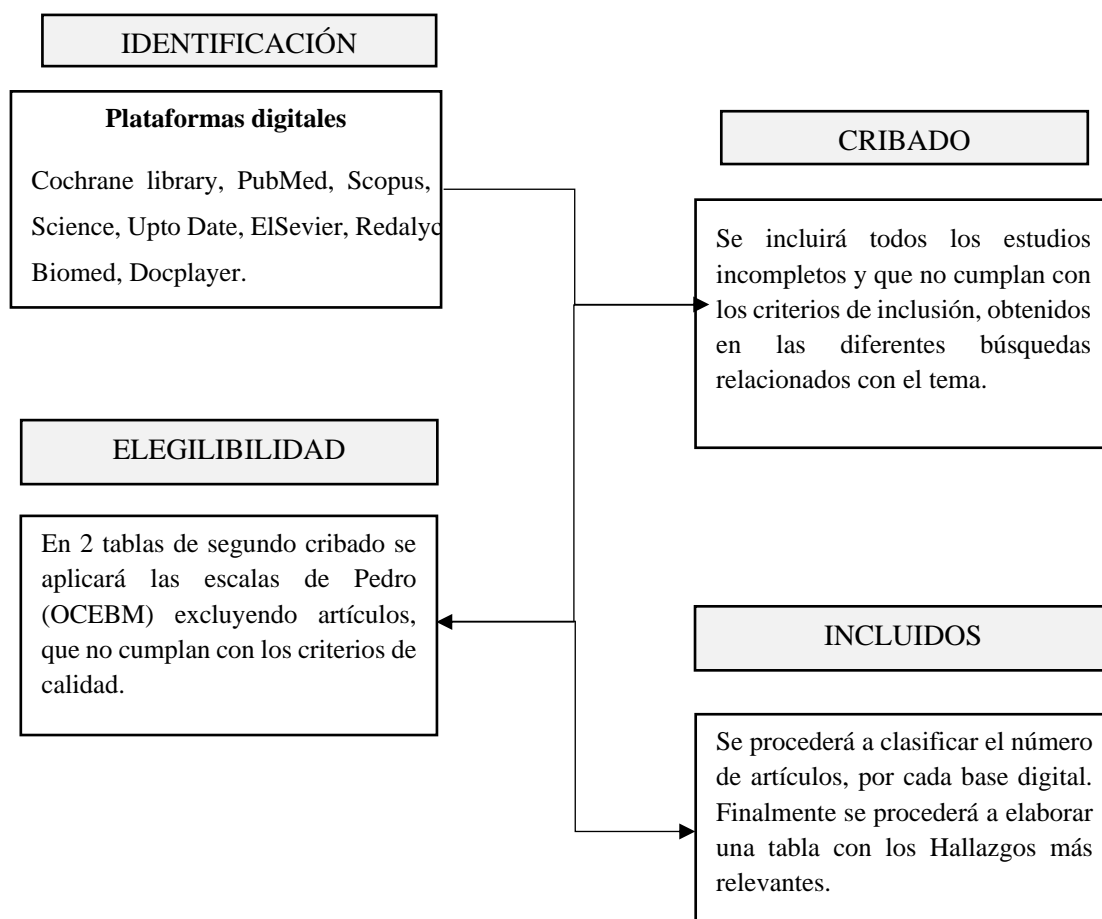 IDENTIFICACIÓN
Plataformas digitales
Cochrane library, PubMed, Scopus,
Science, Upto Date, ElSevier, Redalyc
Biomed, Docplayer.
CRIBADO
Se incluirá todos los estudios
incompletos y que no cumplan con
los criterios de inclusión, obtenidos
en las diferentes búsquedas
relacionados con el tema.
ELEGILIBILIDAD
En 2 tablas de segundo cribado se
aplicará las escalas de Pedro
(OCEBM) excluyendo artículos,
que no cumplan con los criterios de
calidad.
INCLUIDOS
Se procederá a clasificar el número
de artículos, por cada base digital.
Finalmente se procederá a elaborar
una tabla con los Hallazgos más
relevantes.